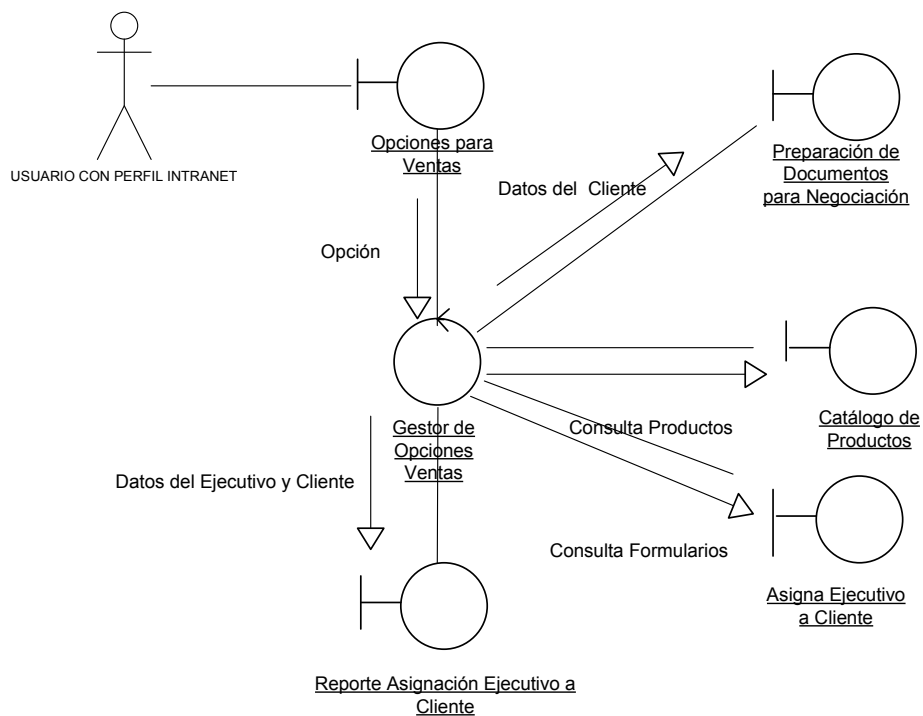 USUARIO CON PERFIL INTRANET
Opciones para
Ventas
Preparación de
Documentos
para Negociación
Datos del Cliente
Opción
Gestor de
Opciones
Ventas
Consulta Productos
Catálogo de
Productos
Datos del Ejecutivo y Cliente
Consulta Formularios
Asigna Ejecutivo
a Cliente
Reporte Asignación Ejecutivo a
Cliente